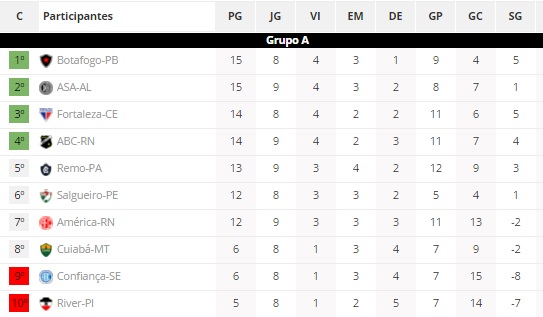 C Participantes PG JG VI EM DE GP GC SG
Grupo A
1º Botafogo-PB 15 8 4 3 1 9 4 5
2º ASA-AL 15 9 4 3 2 8 7 1
3º Fortaleza-CE 14 8 4 2 2 11 6 5
4º ABC-RN 14 9 4 2 3 11 7 4
5º Remo-PA 13 9 3 4 2 12 9 3
6º Salgueiro-PE 12 8 3 3 2 5 4 1
7º América-RN 12 9 3 3 3 11 13 -2
8º Cuiabá-MT 6 8 1 3 4 7 9 -2
9º Confiança-SE 6 8 1 3 4 7 15 -8
10º River-PI 5 8 1 2 5 7 14 -7